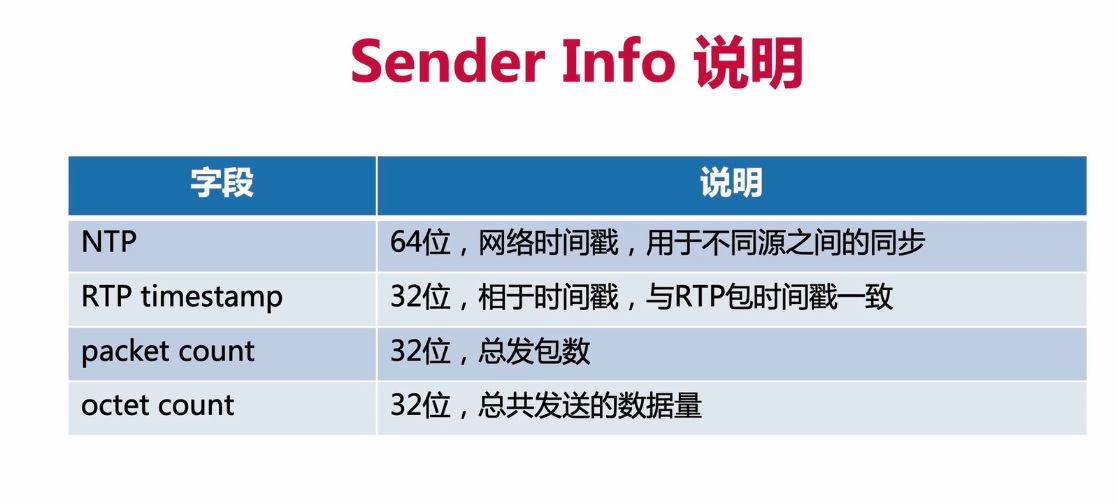 Sender Info 说明
字段 说明
NTP 64位，网络时间戳，用于不同源之间的同步
RTP timestamp 32位，相于时间戳，与RTP包时间戳一致
packet count 32位，总发包数
octet count 32位，总共发送的数据量